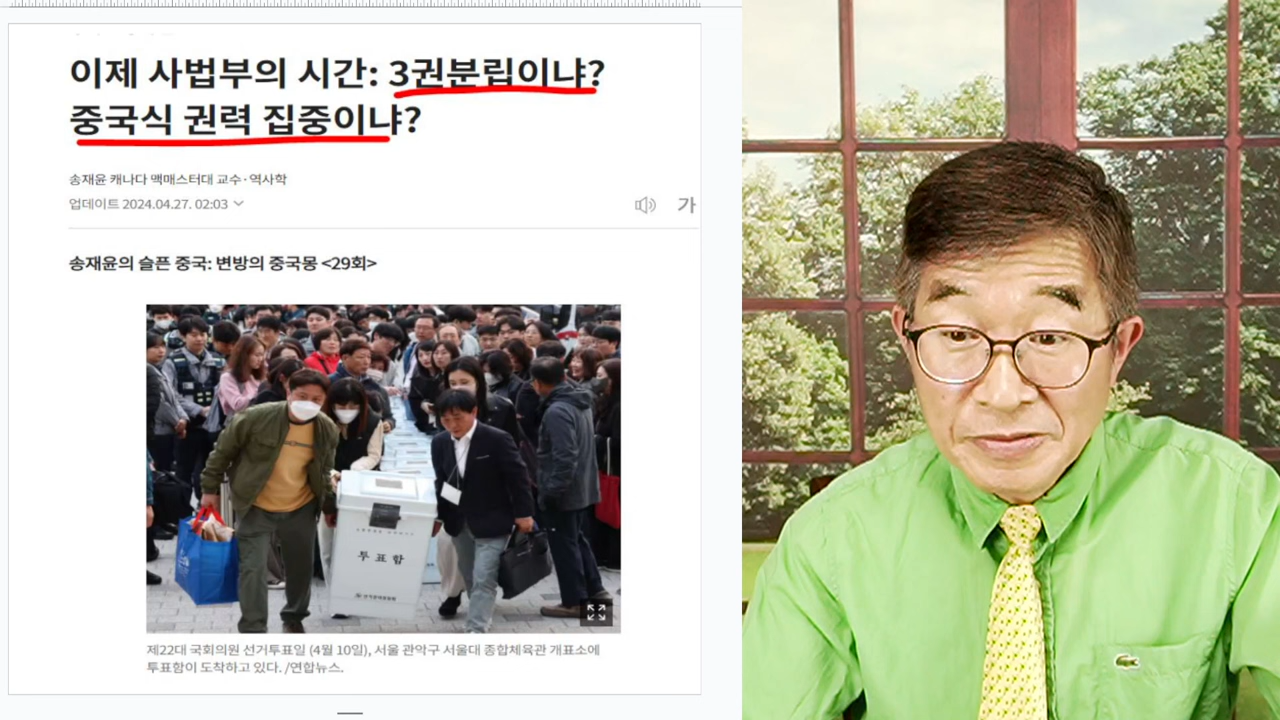 이제 사법부의 시간: 3권분립이냐?
중국식 권력 집중이냐?
송재윤 캐나다 맥매스터대 교수·역사학
업데이트 2024.04.27. 02:03
가
송재윤의 슬픈 중국: 변방의 중국몽 <29회>
투표함
제22대 국회의원 선거투표일 (4월 10일), 서울 관악구 서울대 종합체육관 개표소에
투표함이 도착하고 있다. /연합뉴스.